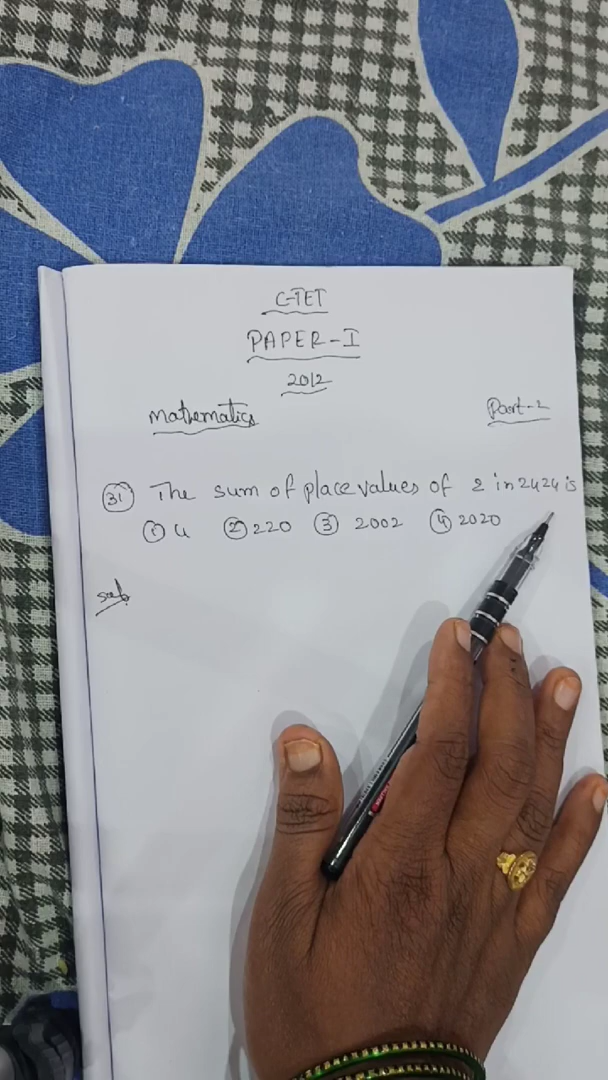 C-TET
PAPER-I
2012
Mathematics
Part-2
31 The sum of place values of 2 in 2424 is
1 4 2 220 3 2002 4 2020
Sol.